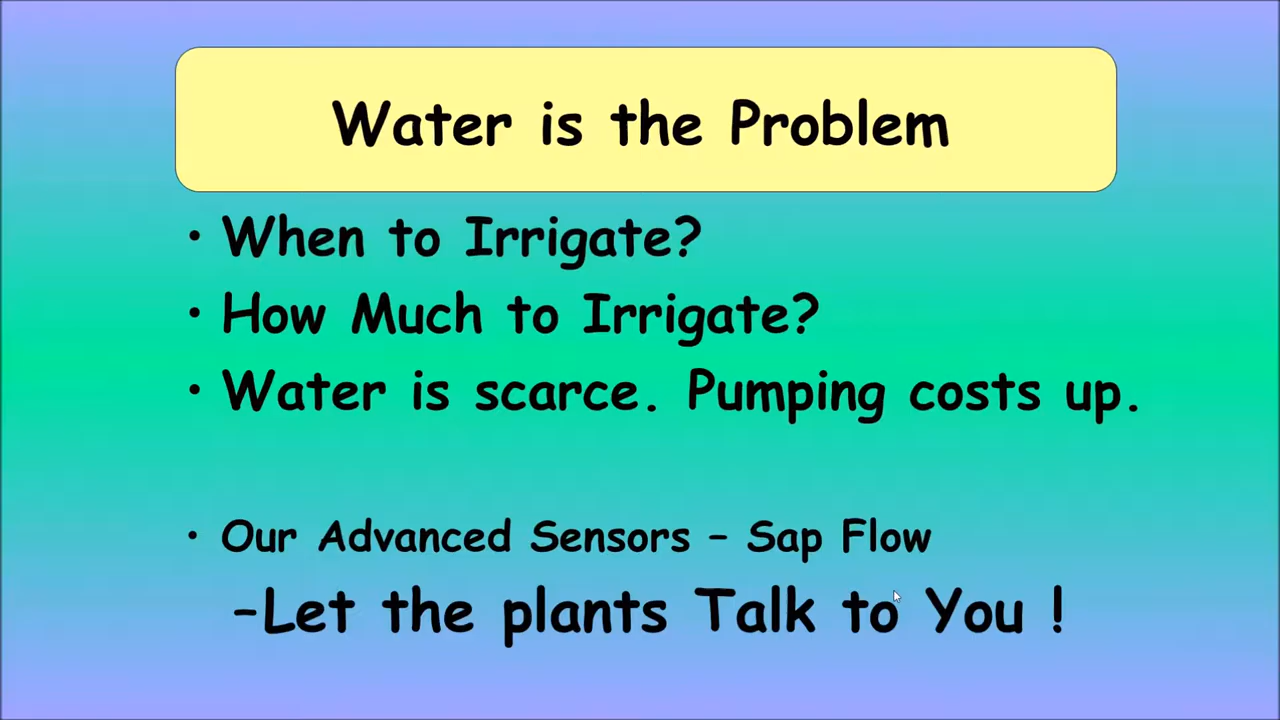 Water is the Problem
• When to Irrigate?
• How Much to Irrigate?
• Water is scarce. Pumping costs up.
• Our Advanced Sensors – Sap Flow
–Let the plants Talk to You !